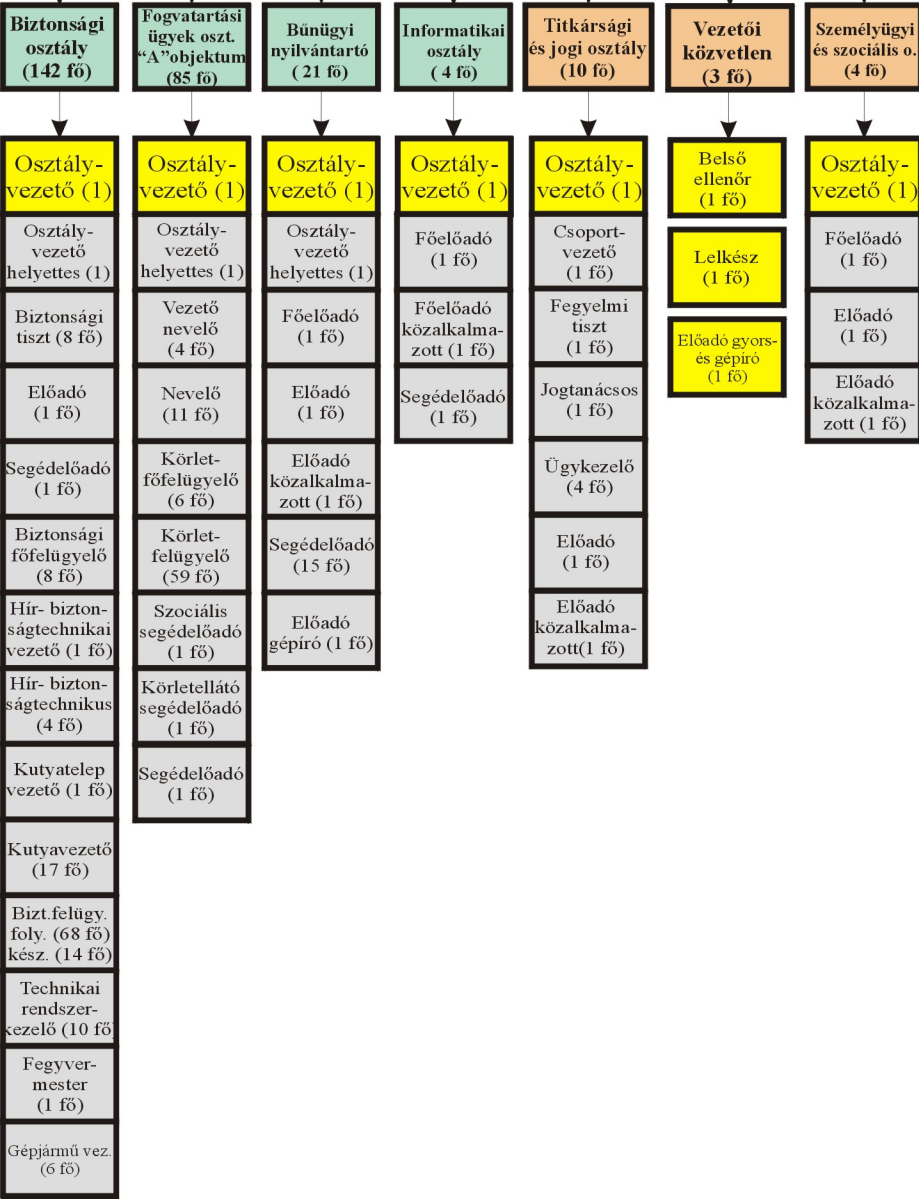 Biztonsági
osztály
(142 fő)
Osztály-
vezető (1)
Osztály-
vezető
helyettes (1)
Biztonsági
tiszt (8 fő)
Előadó
(1 fő)
Segédelőadó
(1 fő)
Biztonsági
főfelügyelő
(8 fő)
Hír- bizton-
ságtechnikai
vezető (1 fő)
Hír- bizton-
ságtechnikus
(4 fő)
Kutyatelep
vezető (1 fő)
Kutyavezető
(17 fő)
Bizt.felügy.
foly. (68 fő)
kész. (14 fő)
Technikai
rendszer-
kezelő (10 fő)
Fegyver-
mester
(1 fő)
Gépjármű vez.
(6 fő)
Fogvatartási
ügyek oszt.
“A”objektum
(85 fő)
Osztály-
vezető (1)
Osztály-
vezető
helyettes (1)
Vezető
nevelő
(4 fő)
Nevelő
(11 fő)
Körlet-
főfelügyelő
(6 fő)
Körlet-
felügyelő
(59 fő)
Szociális
segédelőadó
(1 fő)
Körletellátó
segédelőadó
(1 fő)
Segédelőadó
(1 fő)
Bűnügyi
nyilvántartó
( 21 fő)
Osztály-
vezető (1)
Osztály-
vezető
helyettes (1)
Főelőadó
(1 fő)
Előadó
(1 fő)
Előadó
közalkalma-
zott (1 fő)
Segédelőadó
(15 fő)
Előadó
gépíró (1 fő)
Informatikai
osztály
( 4 fő)
Osztály-
vezető (1)
Főelőadó
(1 fő)
Főelőadó
közalkalma-
zott (1 fő)
Segédelőadó
(1 fő)
Titkársági
és jogi osztály
(10 fő)
Osztály-
vezető (1)
Csoport-
vezető
(1 fő)
Fegyelmi
tiszt
(1 fő)
Jogtanácsos
(1 fő)
Ügykezelő
(4 fő)
Előadó
(1 fő)
Előadó
közalkalma-
zott(1 fő)
Vezetői
közvetlen
(3 fő)
Belső
ellenőr
(1 fő)
Lelkész
(1 fő)
Előadó gyors-
és gépíró
(1 fő)
Személyügyi
és szociális o.
(4 fő)
Osztály-
vezető (1)
Főelőadó
(1 fő)
Előadó
(1 fő)
Előadó
közalkalma-
zott (1 fő)